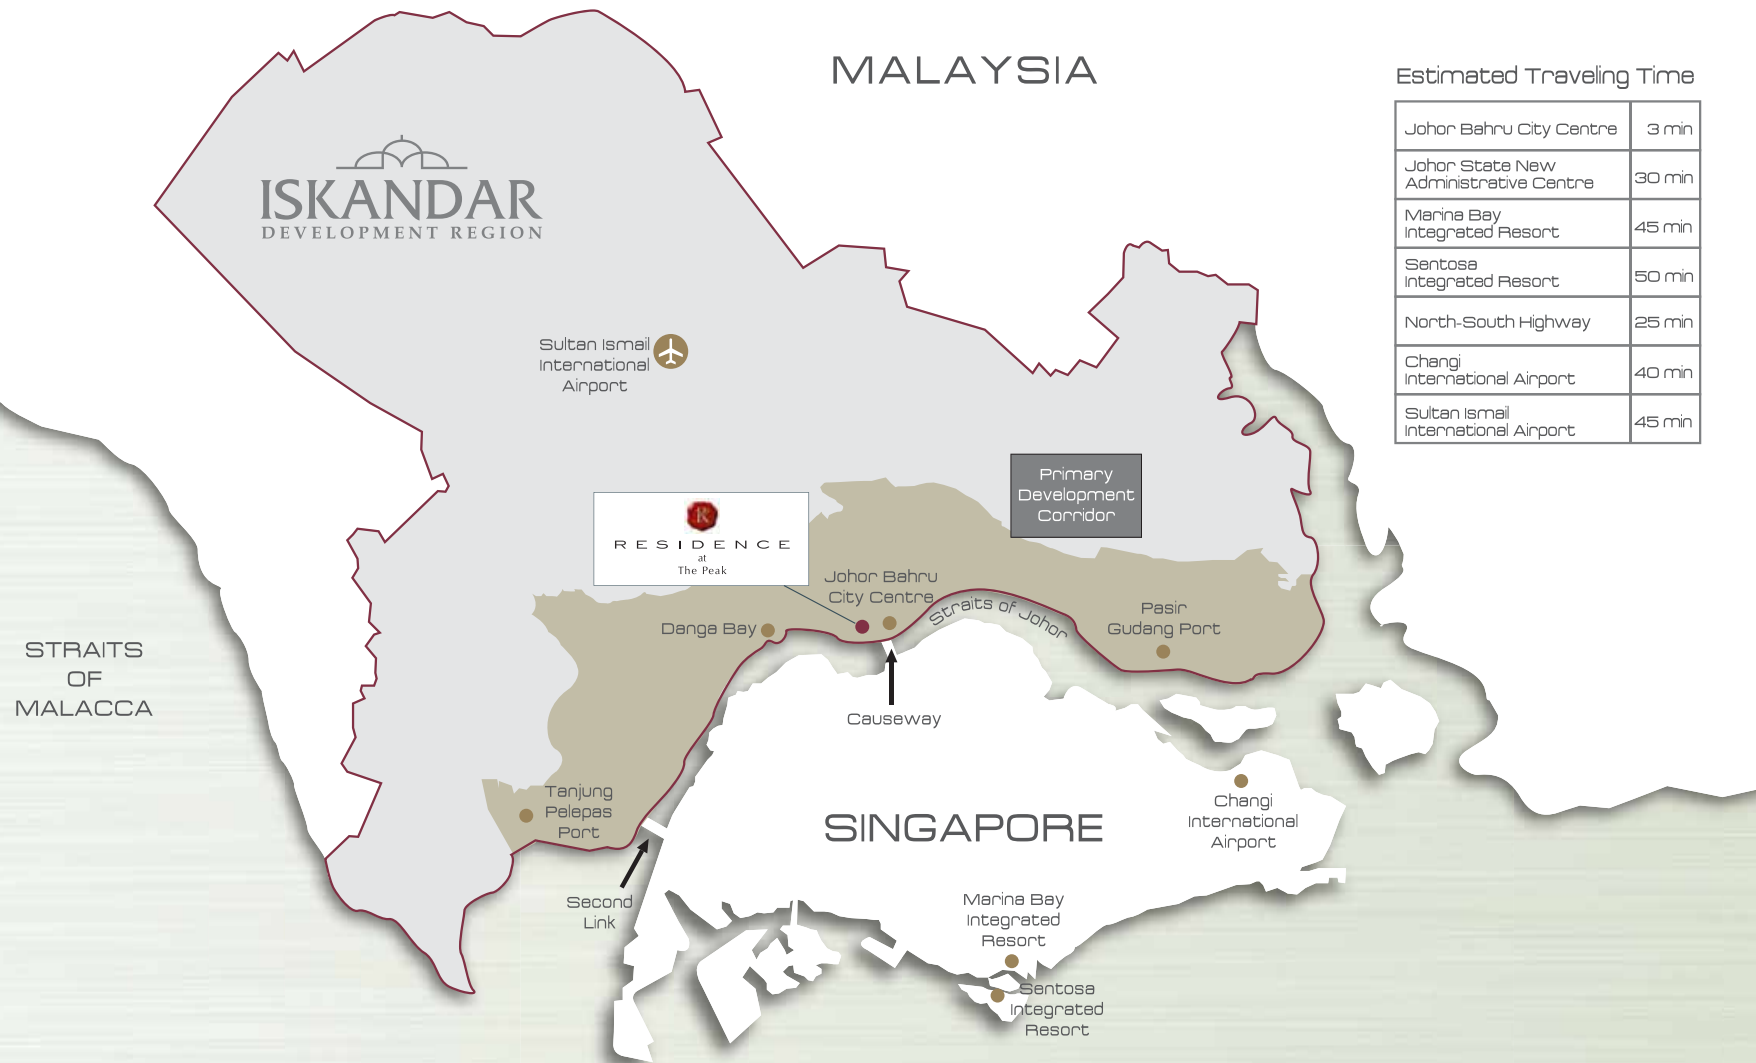 MALAYSIA
Estimated Traveling Time
Johor Bahru City Centre 3 min
Johor State New
Administrative Centre 30 min
Marina Bay
Integrated Resort 45 min
Sentosa
Integrated Resort 50 min
North-South Highway 25 min
Changi
International Airport 40 min
Sultan Ismail
International Airport 45 min
ISKANDAR
DEVELOPMENT REGION
Sultan Ismail
International
Airport
Primary
Development
Corridor
R
RESIDENCE
at
The Peak
Johor Bahru
City Centre
Straits of Johor
Danga Bay
Pasir
Gudang Port
STRAITS
OF
MALACCA
Causeway
Tanjung
Pelepas
Port
SINGAPORE
Changi
International
Airport
Second
Link
Marina Bay
Integrated
Resort
Sentosa
Integrated
Resort